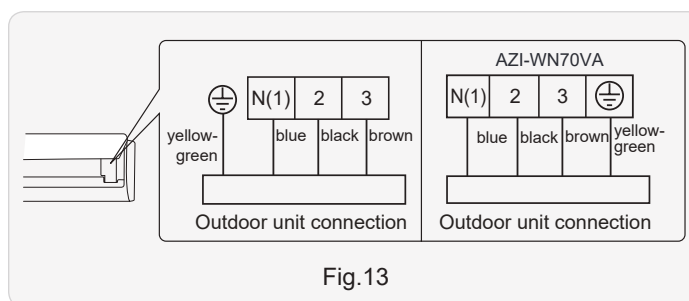 AZI-WN70VA
N(1) 2 3
N(1) 2 3
yellow-
green
blue black brown
blue black brown
yellow-
green
Outdoor unit connection
Outdoor unit connection
Fig.13